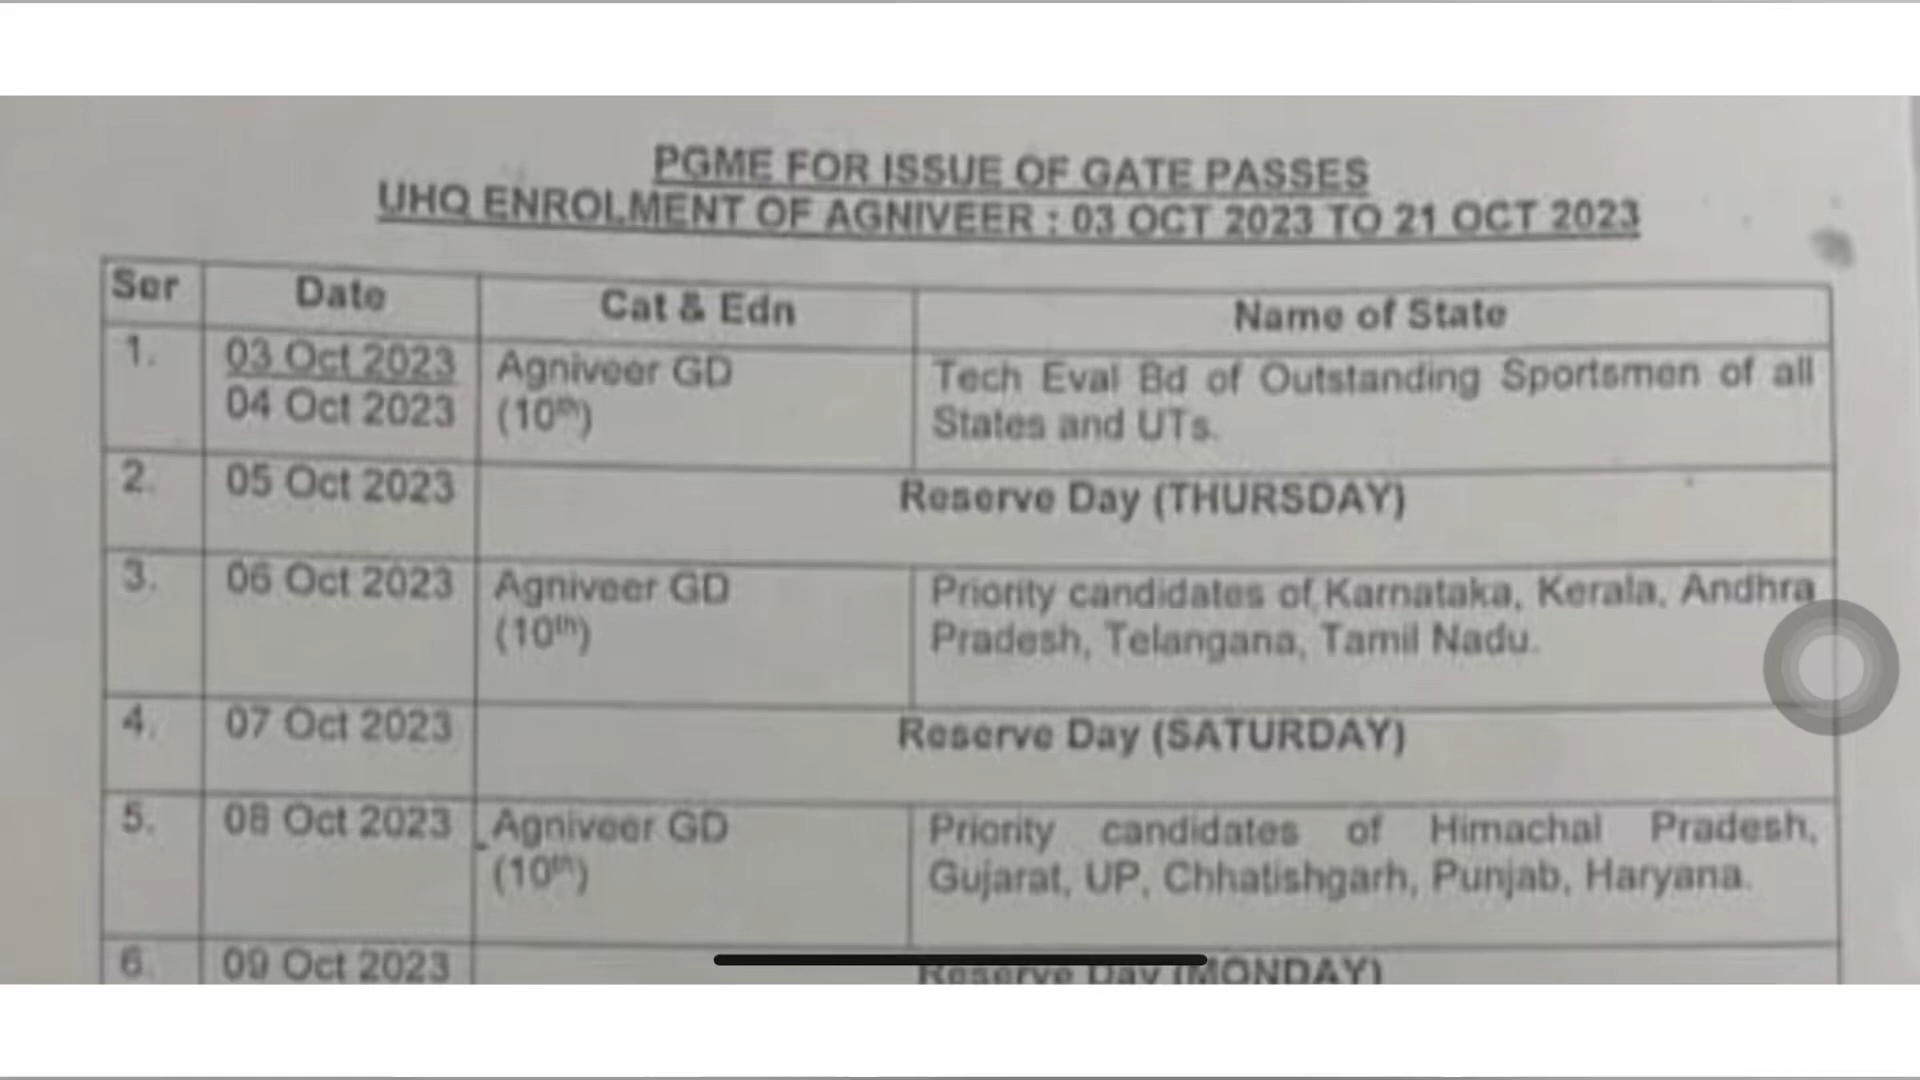 PGME FOR ISSUE OF GATE PASSES
UHQ ENROLMENT OF AGNIVEER : 03 OCT 2023 TO 21 OCT 2023
Ser Date Cat & Edn Name of State
1. 03 Oct 2023 Agniveer GD Tech Eval Bd of Outstanding Sportsmen of all
04 Oct 2023 (10th) States and UTs.
2. 05 Oct 2023 Reserve Day (THURSDAY)
3. 06 Oct 2023 Agniveer GD Priority candidates of Karnataka, Kerala, Andhra
(10th) Pradesh, Telangana, Tamil Nadu.
4. 07 Oct 2023 Reserve Day (SATURDAY)
5. 08 Oct 2023 Agniveer GD Priority candidates of Himachal Pradesh,
(10th) Gujarat, UP, Chhatishgarh, Punjab, Haryana.
6. 09 Oct 2023 Reserve Day (MONDAY)